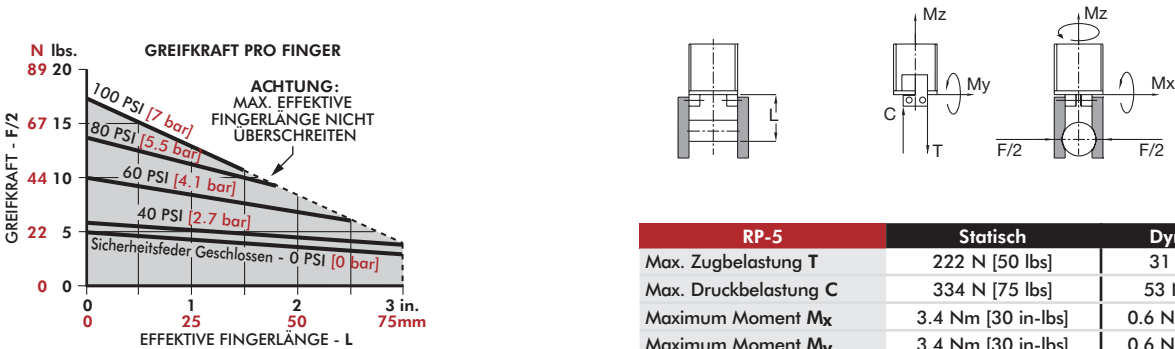 N lbs.
GREIFKRAFT PRO FINGER
89 20
67 15
44 10
22 5
0 0
GREIFKRAFT - F/2
ACHTUNG:
MAX. EFFEKTIVE
FINGERLÄNGE NICHT
ÜBERSCHREITEN
100 PSI [7 bar]
80 PSI [5.5 bar]
60 PSI [4.1 bar]
40 PSI [2.7 bar]
Sicherheitsfeder Geschlossen - 0 PSI [0 bar]
0 1 2 3 in.
0 25 50 75mm
EFFEKTIVE FINGERLÄNGE - L
L
Mz
My
C
T
Mz
Mx
F/2 F/2
RP-5 Statisch Dy
Max. Zugbelastung T 222 N [50 lbs] 31
Max. Druckbelastung C 334 N [75 lbs] 53
Maximum Moment Mx 3.4 Nm [30 in-lbs] 0.6 N
Maximum Moment My 3.4 Nm [30 in-lbs] 0.6 N